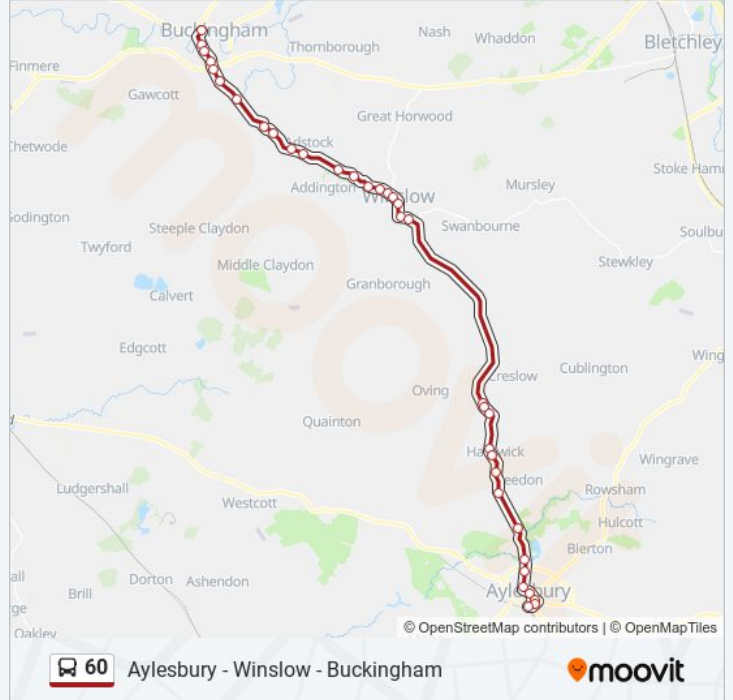 Buckingham
Nash
Whaddon
Thornborough
Bletchley
Finmere
Gawcott
Great Horwood
Chetwode
Adstock
Stoke Ham
Addington
Winslow
Mursley
Godington
Steeple Claydon
Swanbourne
Soulbu
Twyford
Middle Claydon
Stewkley
Calvert
Granborough
Edgcott
Cublington
Wing
Creslow
Oving
Quainton
Hardwick
Wingrave
Weedon
Ludgershall
Rowsham
Westcott
Hulcott
Bierton
Dorton
Ashendon
Brill
Aylesbury
Oakley
© OpenStreetMap contributors | © OpenMapTiles
60 Aylesbury - Winslow - Buckingham
moovit